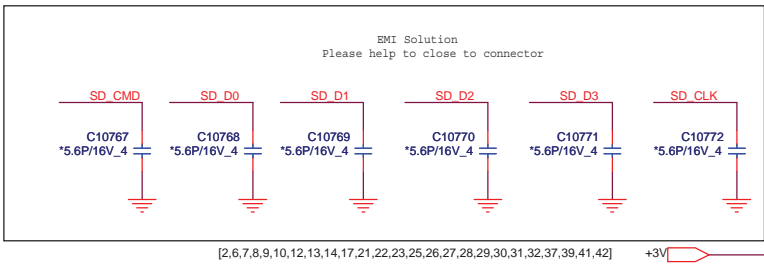 EMI Solution
Please help to close to connector
SD_CMD SD_D0 SD_D1 SD_D2 SD_D3 SD_CLK
C10767 C10768 C10769 C10770 C10771 C10772
*5.6P/16V_4 *5.6P/16V_4 *5.6P/16V_4 *5.6P/16V_4 *5.6P/16V_4 *5.6P/16V_4
[2,6,7,8,9,10,12,13,14,17,21,22,23,25,26,27,28,29,30,31,32,37,39,41,42] +3V